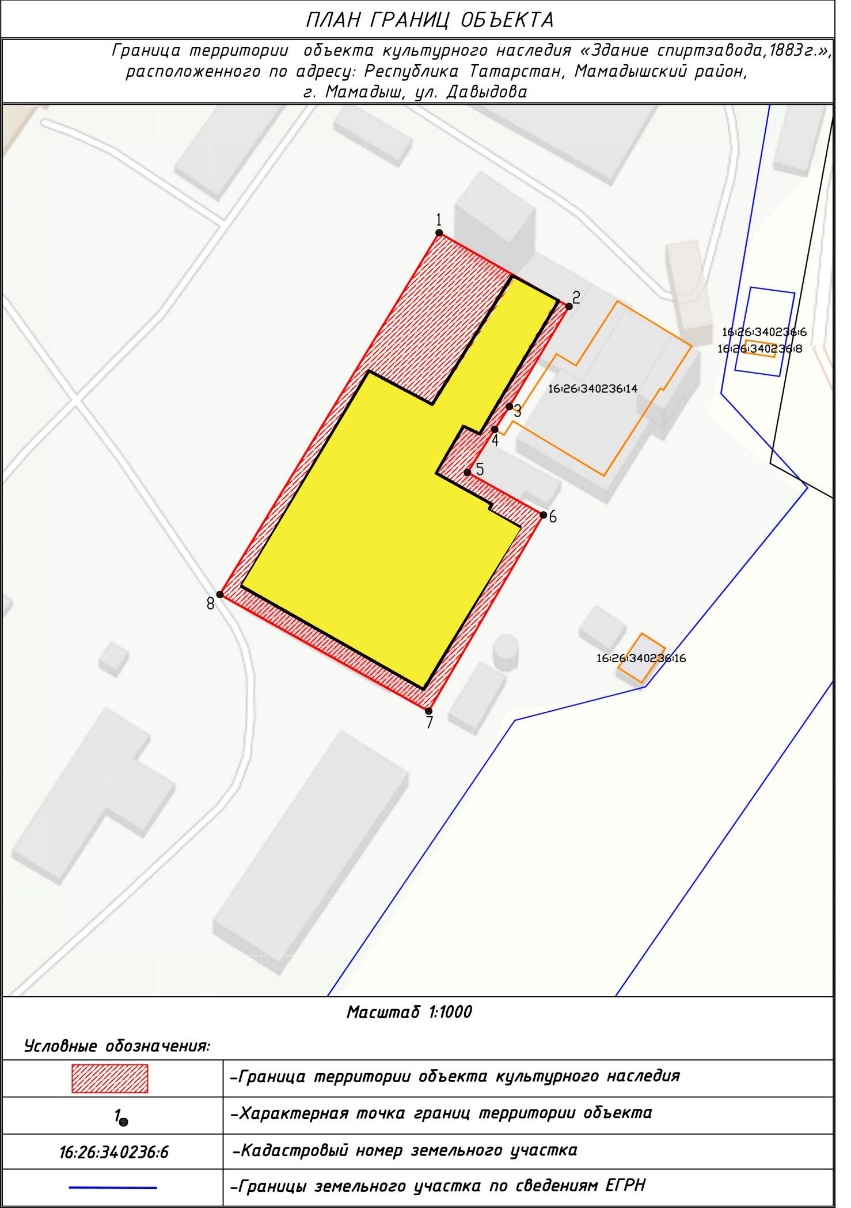 ПЛАН ГРАНИЦ ОБЪЕКТА
Граница территории объекта культурного наследия «Здание спиртзавода,1883г.»,
расположенного по адресу: Республика Татарстан, Мамадышский район,
г. Мамадыш, ул. Давыдова
1
2
16:26:340236:6
16:26:340236:8
16:26:340236:14
3
4
5
6
8
16:26:340236:16
7
Масштаб 1:1000
Условные обозначения:
-Граница территории объекта культурного наследия
1
-Характерная точка границ территории объекта
16:26:340236:6
-Кадастровый номер земельного участка
-Границы земельного участка по сведениям ЕГРН